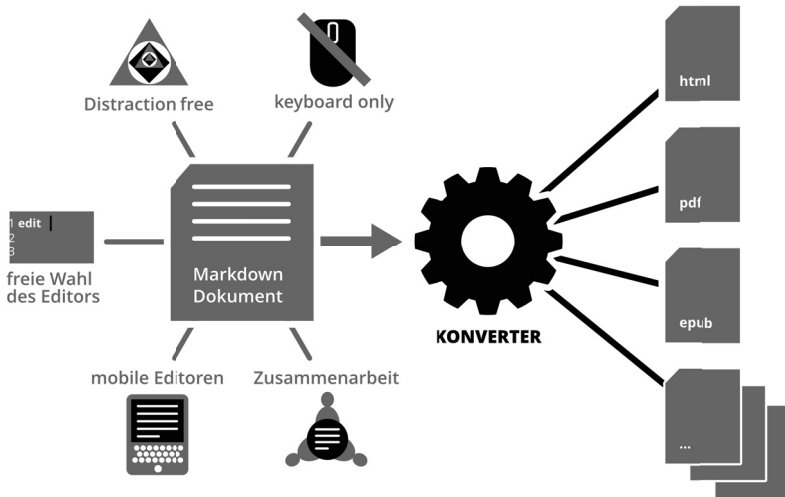 Distraction free
keyboard only
1 edit
2
3
freie Wahl
des Editors
Markdown
Dokument
mobile Editoren
Zusammenarbeit
KONVERTER
html
pdf
epub
...